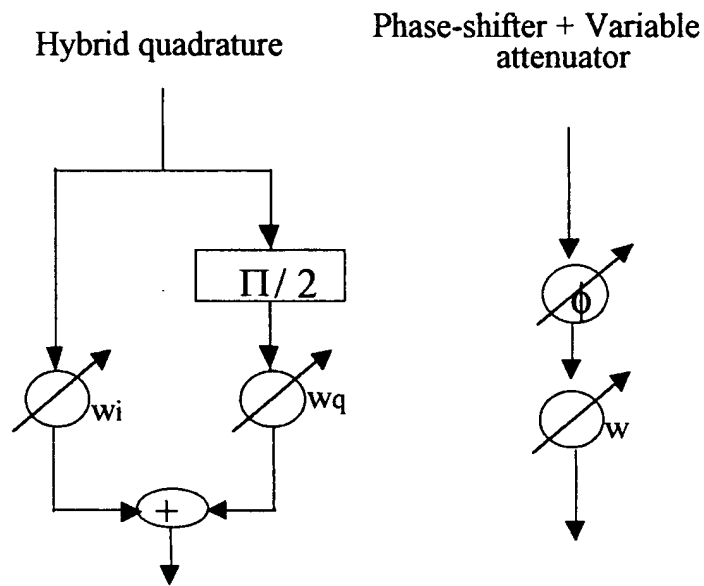 Hybrid quadrature
Phase-shifter + Variable
attenuator
Π/2
ϕ
wi
wq
w
+